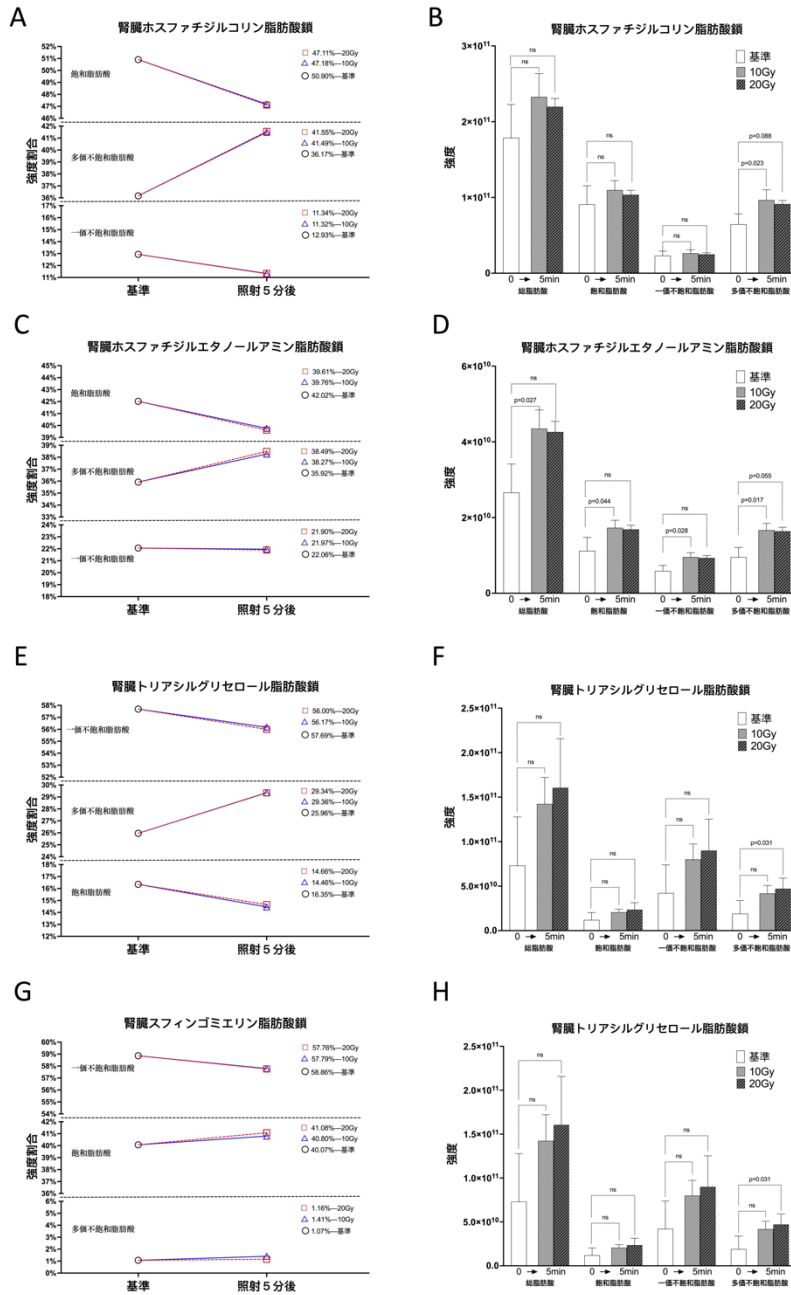 A
腎臓ホスファチジルコリン脂肪酸鎖
強度割合
52%
51%
50%
49%
48%
47%
46%
飽和脂肪酸
47.11%—20Gy
47.18%—10Gy
50.90%—基準
42%
41%
40%
39%
38%
37%
36%
多価不飽和脂肪酸
41.55%—20Gy
41.49%—10Gy
36.17%—基準
17%
16%
15%
14%
13%
12%
11%
一価不飽和脂肪酸
11.34%—20Gy
11.32%—10Gy
12.93%—基準
基準
照射５分後
B
強度
3×10¹¹
2×10¹¹
1×10¹¹
0
基準
10Gy
20Gy
ns
ns
ns
ns
ns
ns
p=0.088
p=0.023
0 → 5min
0 → 5min
0 → 5min
0 → 5min
総脂肪酸
飽和脂肪酸
一価不飽和脂肪酸
多価不飽和脂肪酸
C
腎臓ホスファチジルエタノールアミン脂肪酸鎖
強度割合
45%
44%
43%
42%
41%
40%
39%
飽和脂肪酸
39.61%—20Gy
39.76%—10Gy
42.02%—基準
39%
38%
37%
36%
35%
34%
33%
多価不飽和脂肪酸
38.49%—20Gy
38.27%—10Gy
35.92%—基準
24%
23%
22%
21%
20%
19%
18%
一価不飽和脂肪酸
21.90%—20Gy
21.97%—10Gy
22.06%—基準
基準
照射５分後
D
腎臓ホスファチジルエタノールアミン脂肪酸鎖
強度
6×10¹⁰
4×10¹⁰
2×10¹⁰
0
基準
10Gy
20Gy
ns
p=0.027
ns
p=0.044
ns
p=0.028
p=0.055
p=0.017
0 → 5min
0 → 5min
0 → 5min
0 → 5min
総脂肪酸
飽和脂肪酸
一価不飽和脂肪酸
多価不飽和脂肪酸
E
腎臓トリアシルグリセロール脂肪酸鎖
強度割合
58%
57%
56%
55%
54%
53%
52%
一価不飽和脂肪酸
56.00%—20Gy
56.17%—10Gy
57.69%—基準
30%
29%
28%
27%
26%
25%
24%
多価不飽和脂肪酸
29.34%—20Gy
29.36%—10Gy
25.96%—基準
18%
17%
16%
15%
14%
13%
12%
飽和脂肪酸
14.66%—20Gy
14.46%—10Gy
16.35%—基準
基準
照射５分後
F
腎臓トリアシルグリセロール脂肪酸鎖
強度
2.5×10¹¹
2.0×10¹¹
1.5×10¹¹
1.0×10¹¹
5.0×10¹⁰
0.0
基準
10Gy
20Gy
ns
ns
ns
ns
ns
ns
p=0.031
ns
0 → 5min
0 → 5min
0 → 5min
0 → 5min
総脂肪酸
飽和脂肪酸
一価不飽和脂肪酸
多価不飽和脂肪酸
G
腎臓スフィンゴミエリン脂肪酸鎖
強度割合
60%
59%
58%
57%
56%
55%
54%
一価不飽和脂肪酸
57.76%—20Gy
57.79%—10Gy
58.86%—基準
42%
41%
40%
39%
38%
37%
36%
飽和脂肪酸
41.08%—20Gy
40.80%—10Gy
40.07%—基準
6%
5%
4%
3%
2%
1%
0%
多価不飽和脂肪酸
1.16%—20Gy
1.41%—10Gy
1.07%—基準
基準
照射５分後
H
腎臓トリアシルグリセロール脂肪酸鎖
強度
2.5×10¹¹
2.0×10¹¹
1.5×10¹¹
1.0×10¹¹
5.0×10¹⁰
0.0
基準
10Gy
20Gy
ns
ns
ns
ns
ns
ns
p=0.031
ns
0 → 5min
0 → 5min
0 → 5min
0 → 5min
総脂肪酸
飽和脂肪酸
一価不飽和脂肪酸
多価不飽和脂肪酸